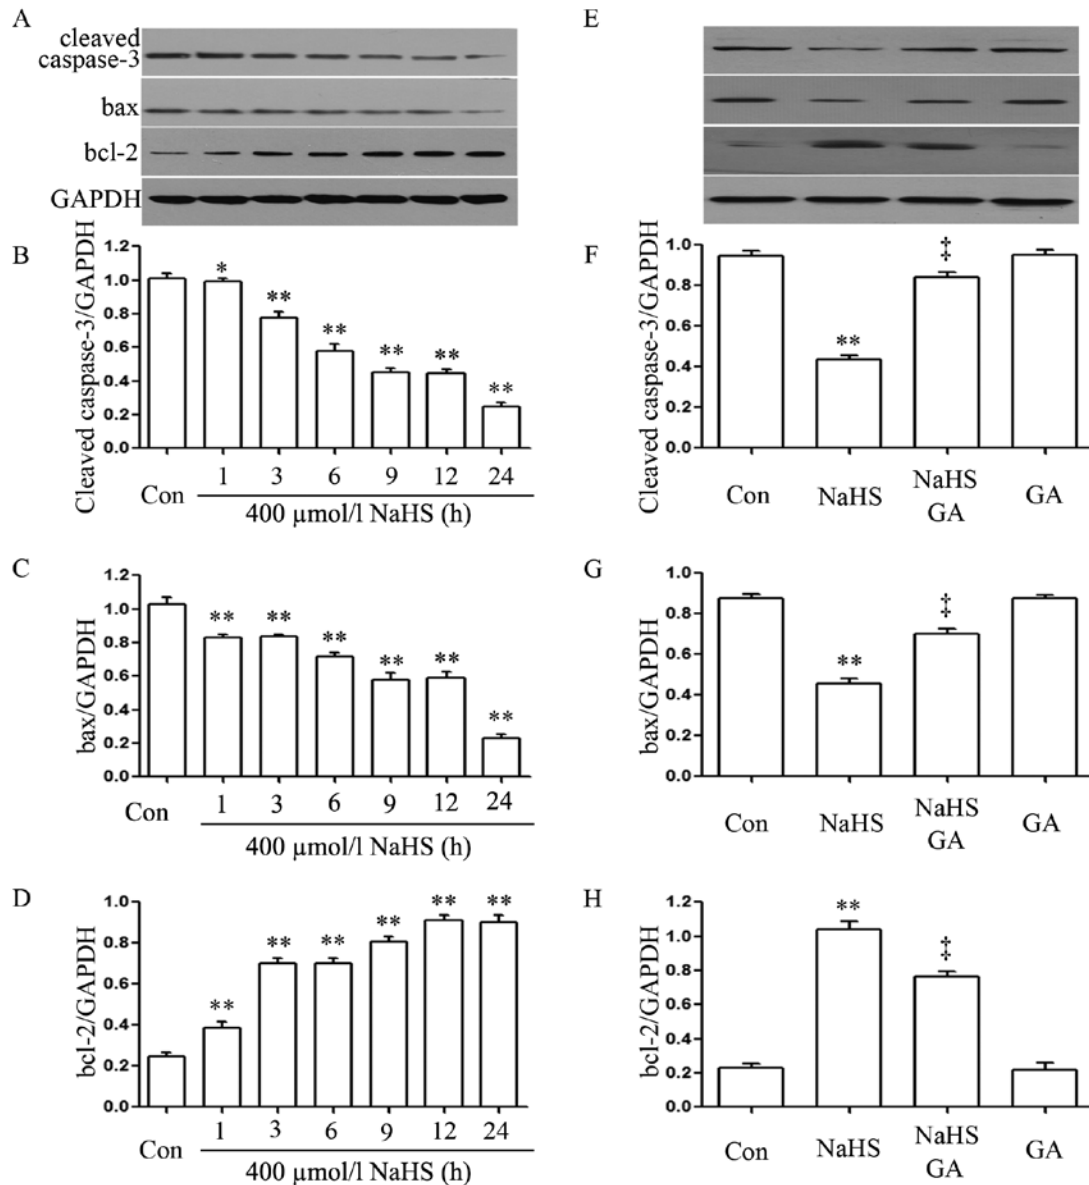 A
cleaved
caspase-3
bax
bcl-2
GAPDH
E
B
Cleaved caspase-3/GAPDH
1.2
1.0
0.8
0.6
0.4
0.2
0.0
*
**
**
**
**
**
Con
1
3
6
9
12
24
400 µmol/l NaHS (h)
F
Cleaved caspase-3/GAPDH
1.0
0.8
0.6
0.4
0.2
0.0
**
‡
Con
NaHS
NaHS
GA
GA
C
bax/GAPDH
1.2
1.0
0.8
0.6
0.4
0.2
0.0
**
**
**
**
**
**
Con
1
3
6
9
12
24
400 µmol/l NaHS (h)
G
bax/GAPDH
1.0
0.8
0.6
0.4
0.2
0.0
**
‡
Con
NaHS
NaHS
GA
GA
D
bcl-2/GAPDH
1.0
0.8
0.6
0.4
0.2
0.0
**
**
**
**
**
**
Con
1
3
6
9
12
24
400 µmol/l NaHS (h)
H
bcl-2/GAPDH
1.2
1.0
0.8
0.6
0.4
0.2
0.0
**
‡
Con
NaHS
NaHS
GA
GA